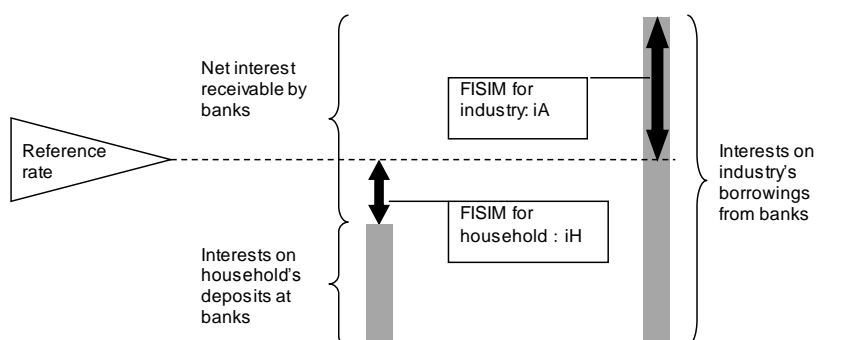 Net interest
receivable by
banks
FISIM for
industry: iA
Reference
rate
Interests on
industry's
borrowings
from banks
FISIM for
household：iH
Interests on
household's
deposits at
banks